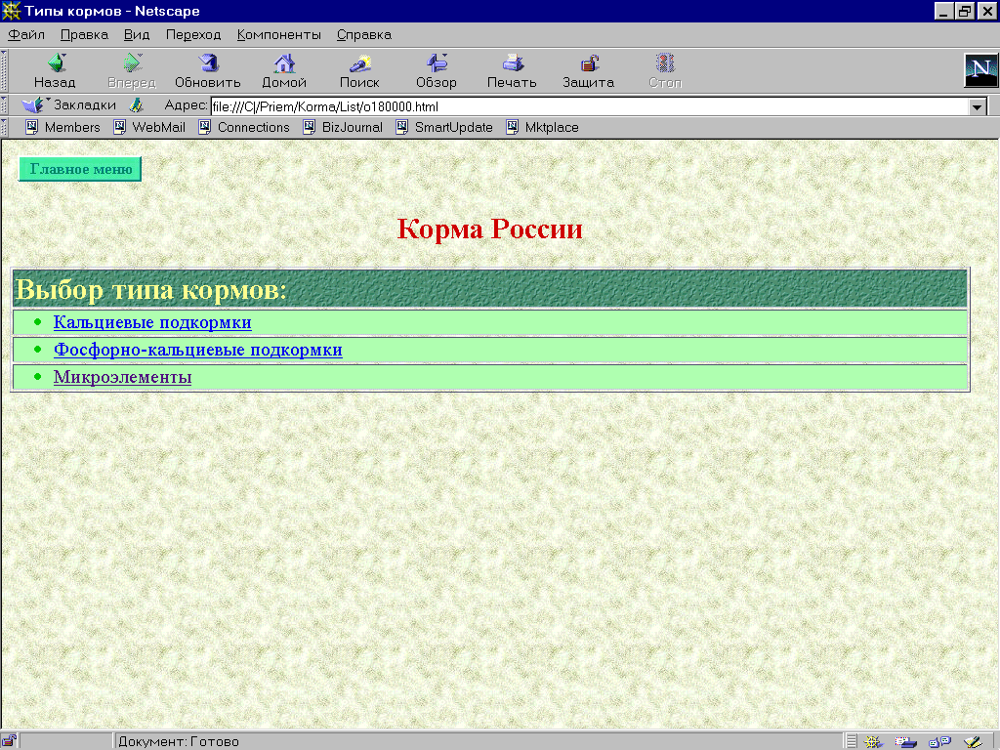 Типы кормов - Netscape
Файл Правка Вид Переход Компоненты Справка
Назад Вперед Обновить Домой Поиск Обзор Печать Защита Стоп
N
Закладки Адрес: file:///C|/Priem/Korma/List/o180000.html
Members WebMail Connections BizJournal SmartUpdate Mktplace
Главное меню
Корма России
Выбор типа кормов:
Кальциевые подкормки
Фосфорно-кальциевые подкормки
Микроэлементы
Документ: Готово